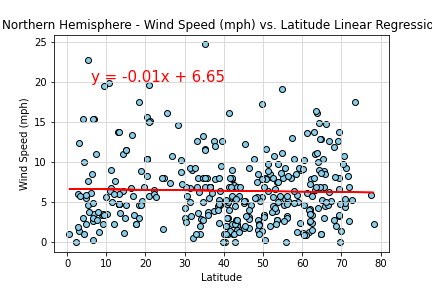 Northern Hemisphere - Wind Speed (mph) vs. Latitude Linear Regressio
25
20
15
10
5
0
Wind Speed (mph)
y = -0.01x + 6.65
0 10 20 30 40 50 60 70 80
Latitude